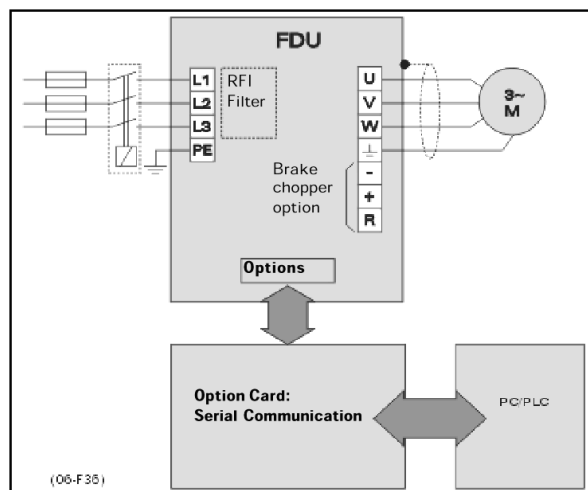 FDU
L1
L2
L3
PE
RFI
Filter
U
V
W
-
+
R
3~
M
Brake
chopper
option
Options
Option Card:
Serial Communication
PC/PLC
(06-F36)